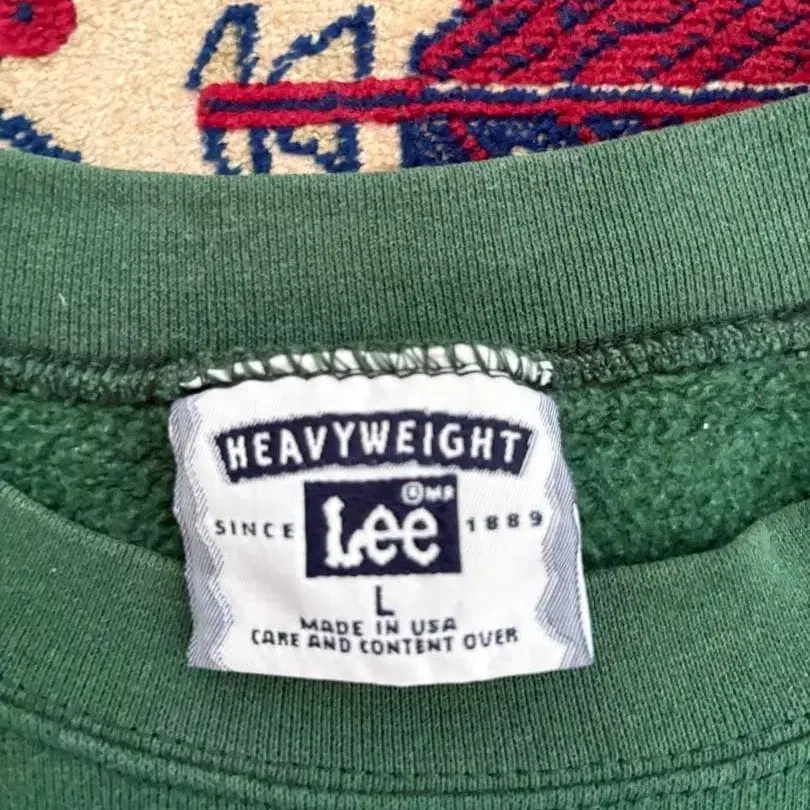 HEAVYWEIGHT
Lee
SINCE 1889
L
MADE IN USA
CARE AND CONTENT OVER